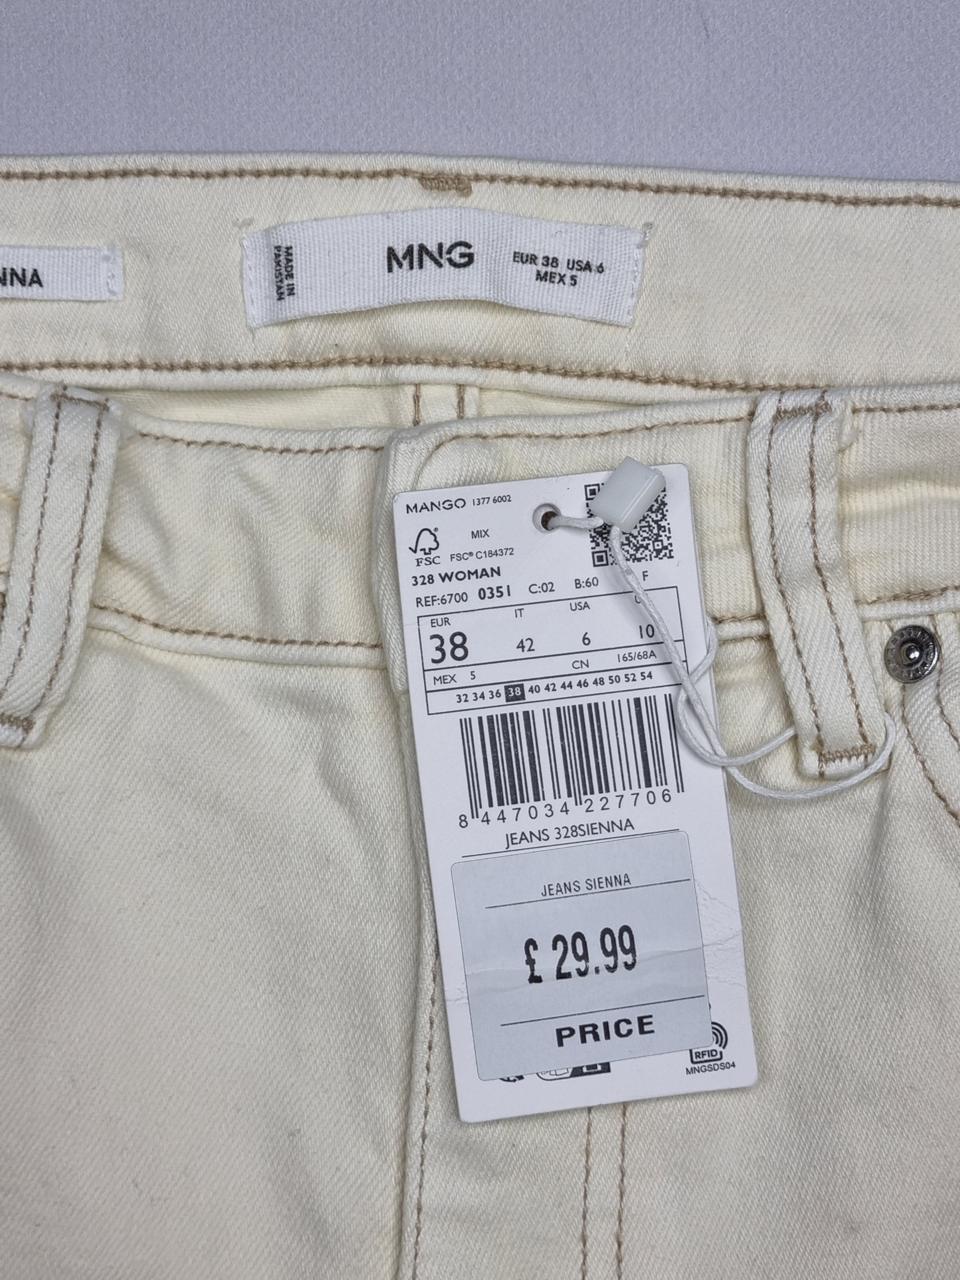 NNA
MADE IN
PAKISTAN
MNG
EUR 38 USA 6
MEX 5
MANGO 1377 6002
FSC
MIX
FSC® C184372
328 WOMAN
REF:6700 0351 C:02 B:60 F
EUR IT USA
38 42 6 10
MEX 5 CN 165/68A
32 34 36 38 40 42 44 46 48 50 52 54
8 447034 227706
JEANS 328SIENNA
JEANS SIENNA
£ 29.99
PRICE
RFID
MNGSDS04